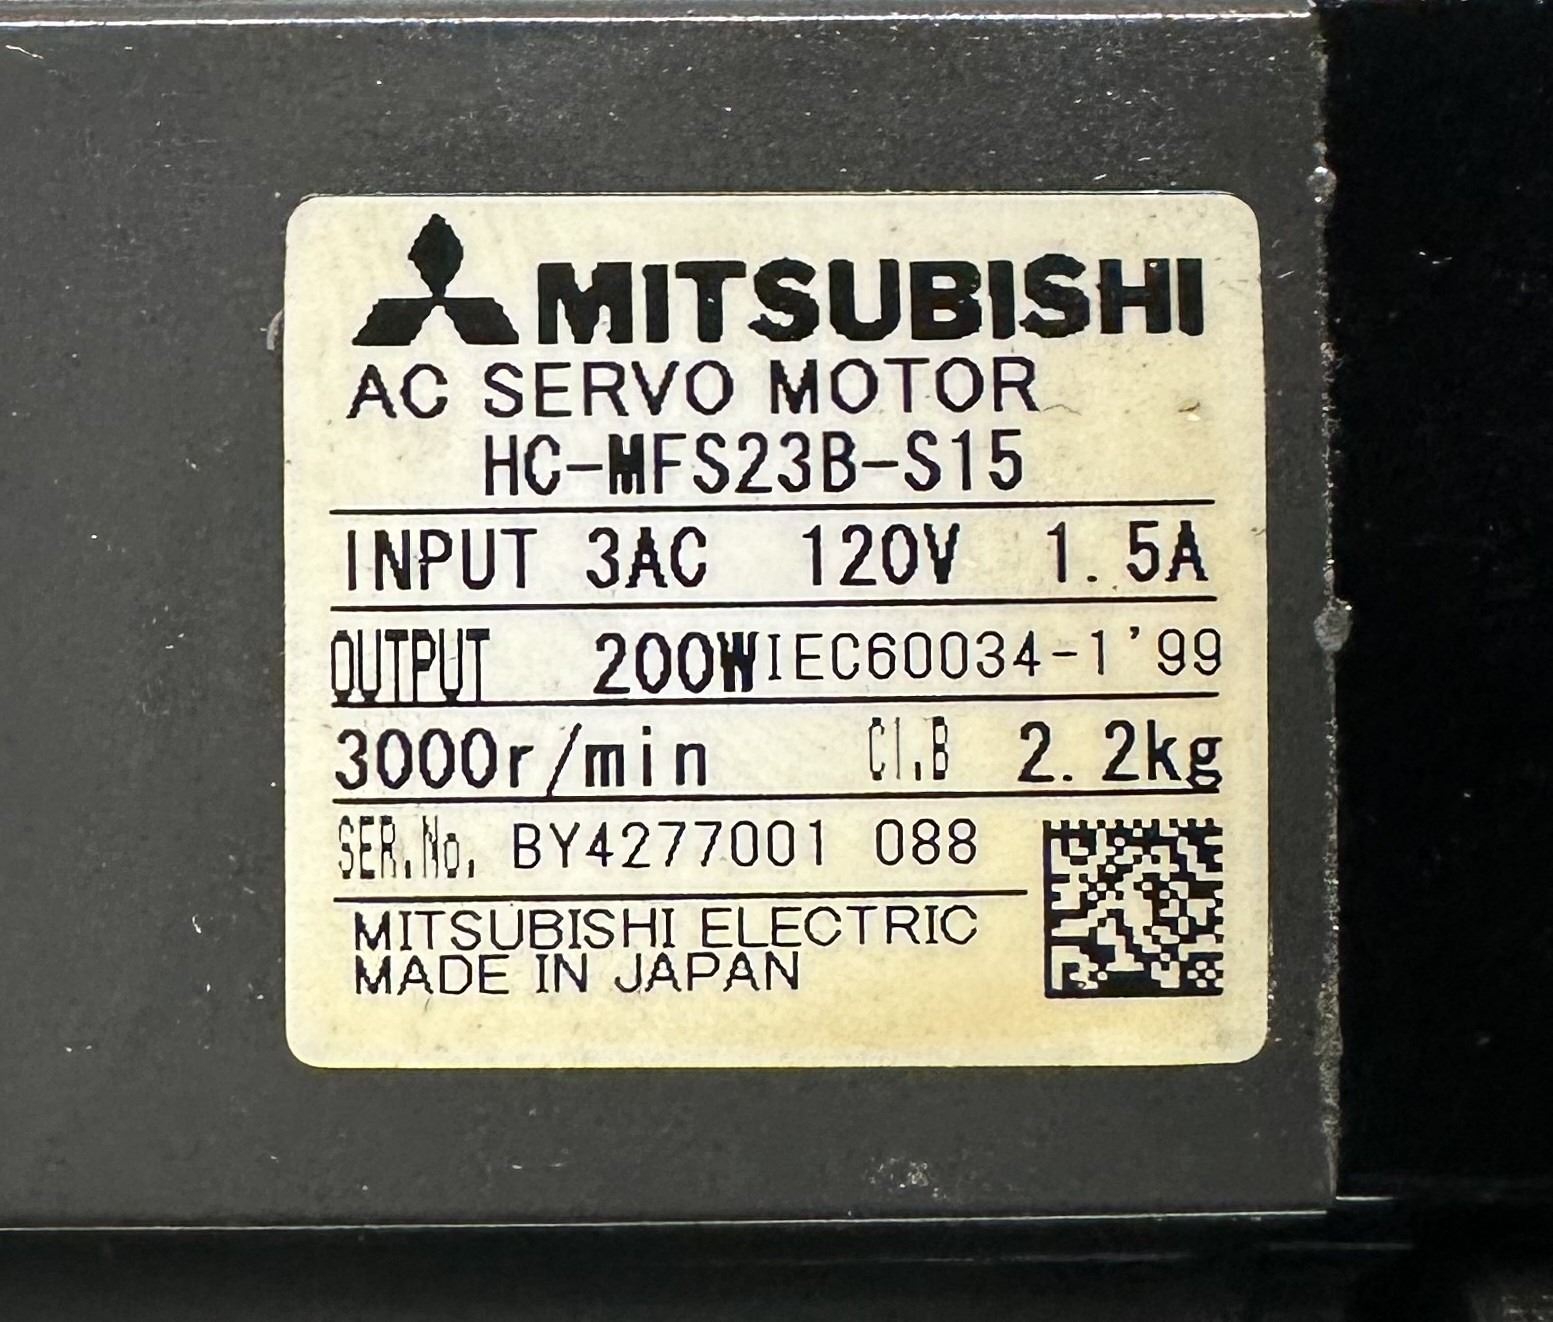 MITSUBISHI
AC SERVO MOTOR
HC-MFS23B-S15
INPUT 3AC 120V 1.5A
OUTPUT 200W IEC60034-1'99
3000r/min Cl.B 2.2kg
SER.No. BY4277001 088
MITSUBISHI ELECTRIC
MADE IN JAPAN